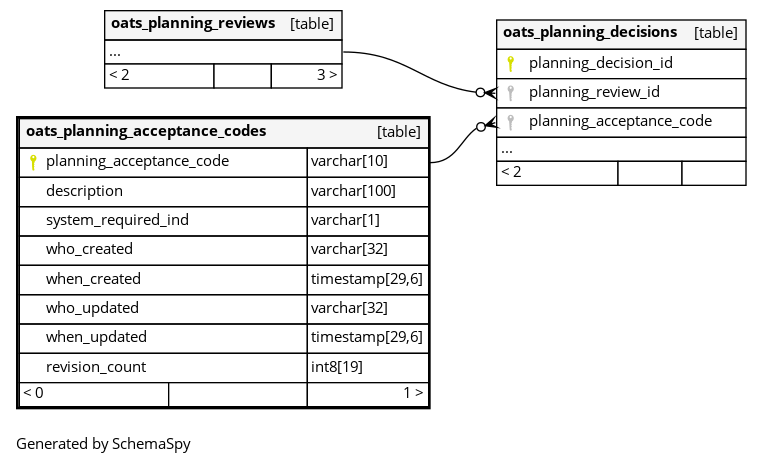 oats_planning_reviews [table]
...
< 2 3 >
oats_planning_decisions [table]
planning_decision_id
planning_review_id
planning_acceptance_code
...
< 2
oats_planning_acceptance_codes [table]
planning_acceptance_code varchar[10]
description varchar[100]
system_required_ind varchar[1]
who_created varchar[32]
when_created timestamp[29,6]
who_updated varchar[32]
when_updated timestamp[29,6]
revision_count int8[19]
< 0 1 >
Generated by SchemaSpy